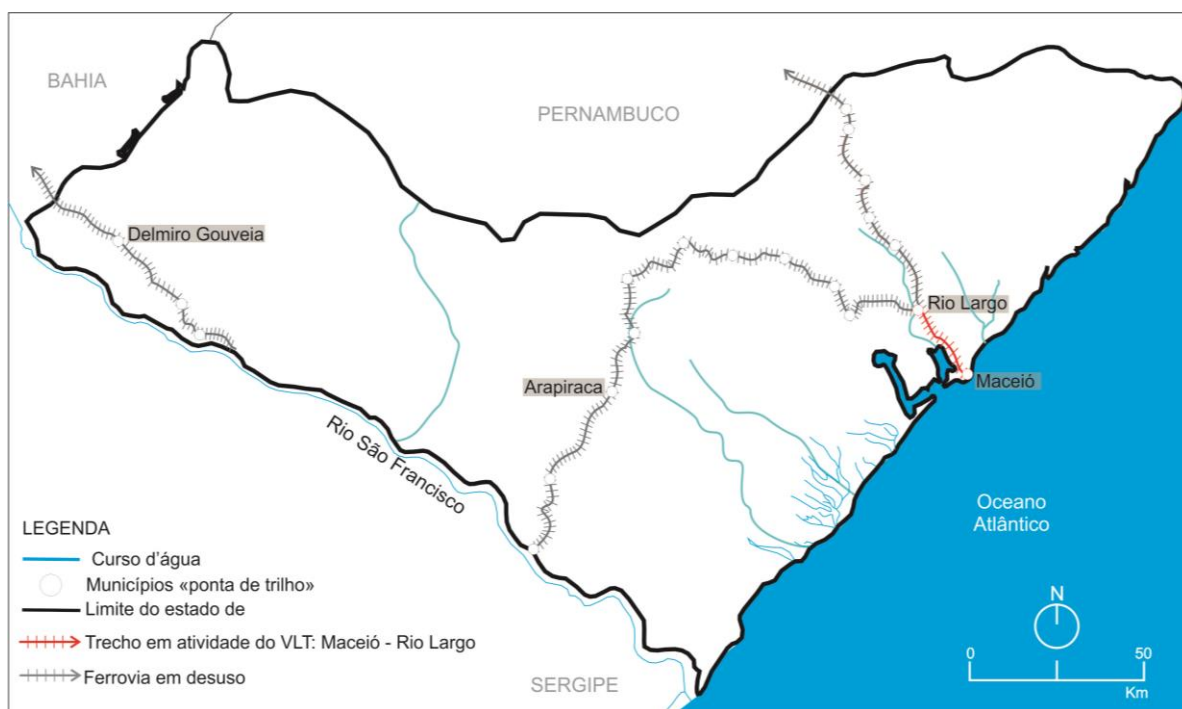 BAHIA
PERNAMBUCO
Delmiro Gouveia
Rio Largo
Arapiraca
Maceió
Rio São Francisco
Oceano
Atlântico
LEGENDA
Curso d'água
Municípios «ponta de trilho»
Limite do estado de
Trecho em atividade do VLT: Maceió - Rio Largo
Ferrovia em desuso
SERGIPE
N
0 50
Km